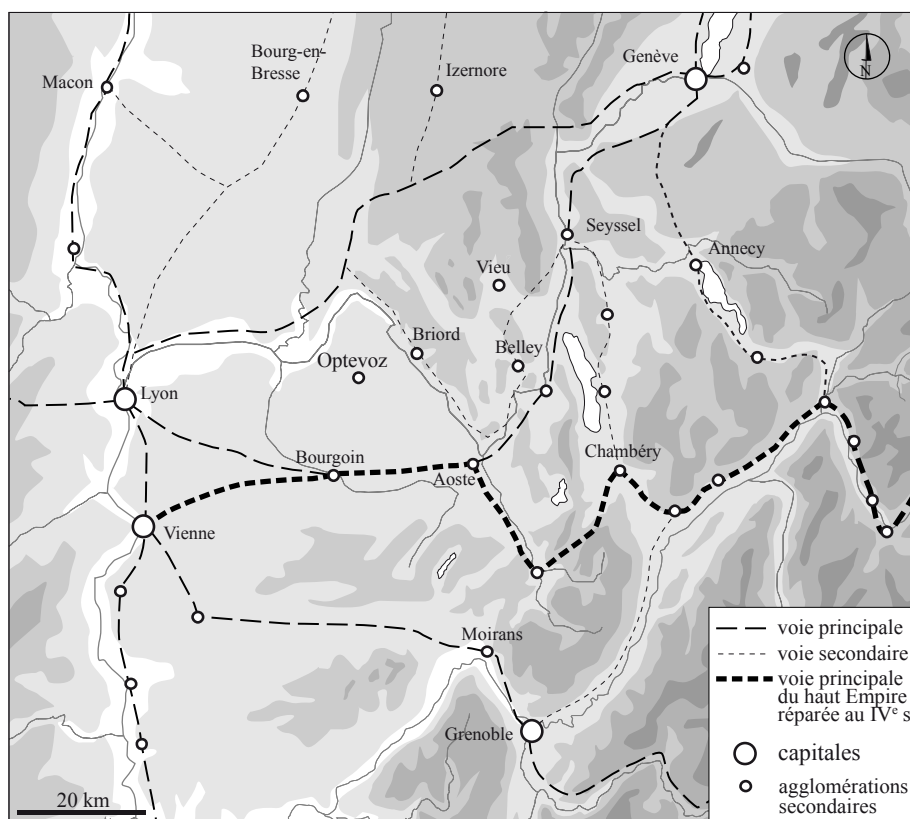 Bourg-en-
Bresse
Izernore
Genève
N
Macon
Seyssel
Annecy
Vieu
Briord
Belley
Optevoz
Lyon
Bourgoin
Aoste
Chambéry
Vienne
Moirans
Grenoble
voie principale
voie secondaire
voie principale
du haut Empire
réparée au IVe s
capitales
agglomérations
secondaires
20 km